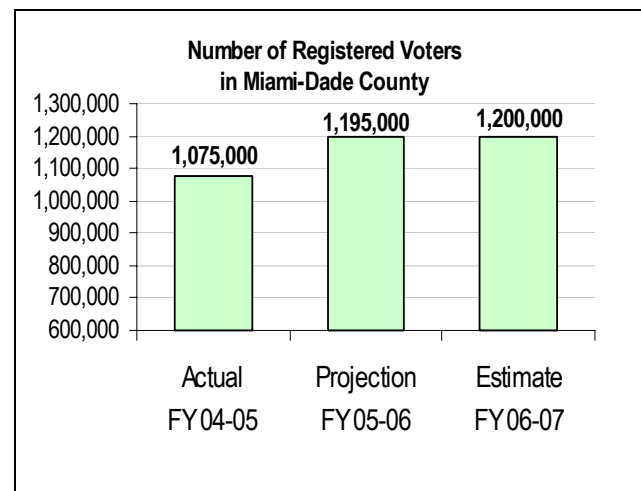 Number of Registered Voters
in Miami-Dade County
1,300,000
1,200,000
1,100,000
1,000,000
900,000
800,000
700,000
600,000
1,075,000
1,195,000
1,200,000
Actual Projection Estimate
FY 04-05 FY 05-06 FY 06-07